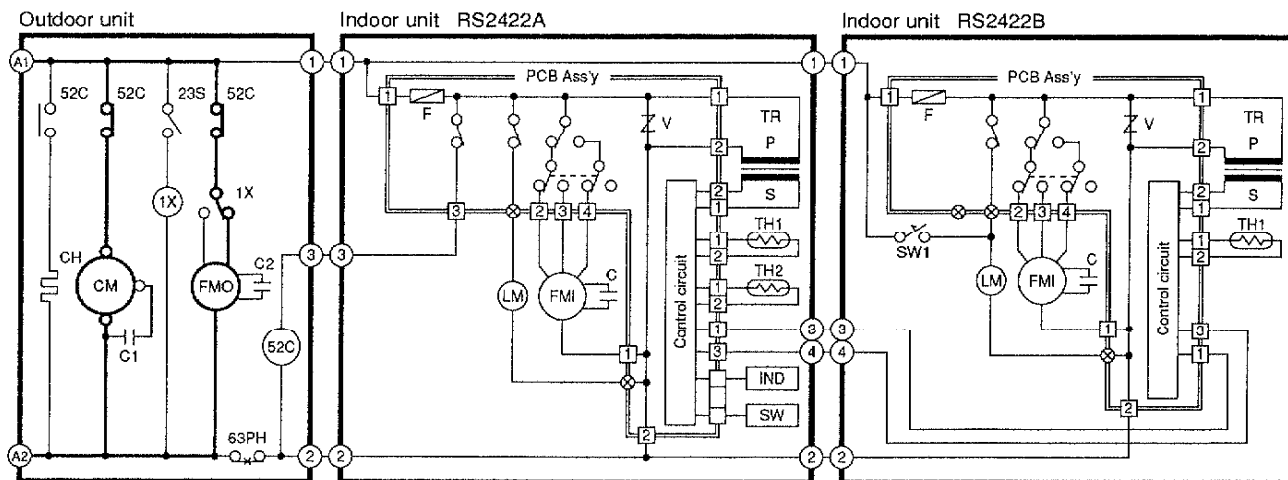 Outdoor unit
Indoor unit RS2422A
Indoor unit RS2422B
A1 1 1 1 1
PCB Ass'y
PCB Ass'y
52C 52C 23S 52C
1 F V 1 TR
1 F V 1 TR
2 P
2 P
2 S
1
2 S
1
1X 1X
3 2 3 4
2 3 4
1 TH1
2
1 TH1
2
SW1
3 3
CH CM FMO C2
LM FMI C
LM FMI C
Control circuit
Control circuit
1 TH2
2
C1 52C
1 3 3
3 4 4
3
1
1
1
IND
SW
63PH
2
2
A2 2 2 2 2